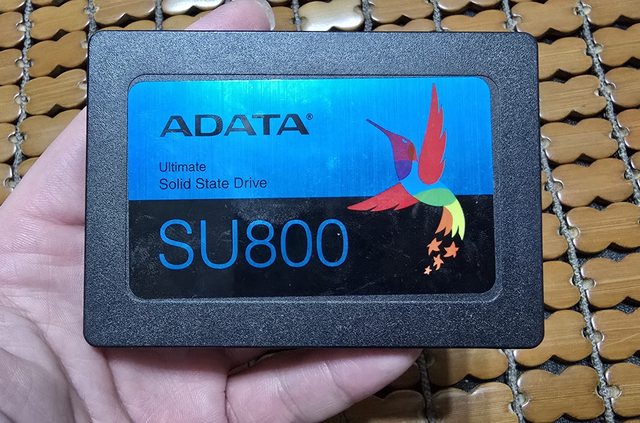 ADATA®
Ultimate
Solid State Drive
SU800